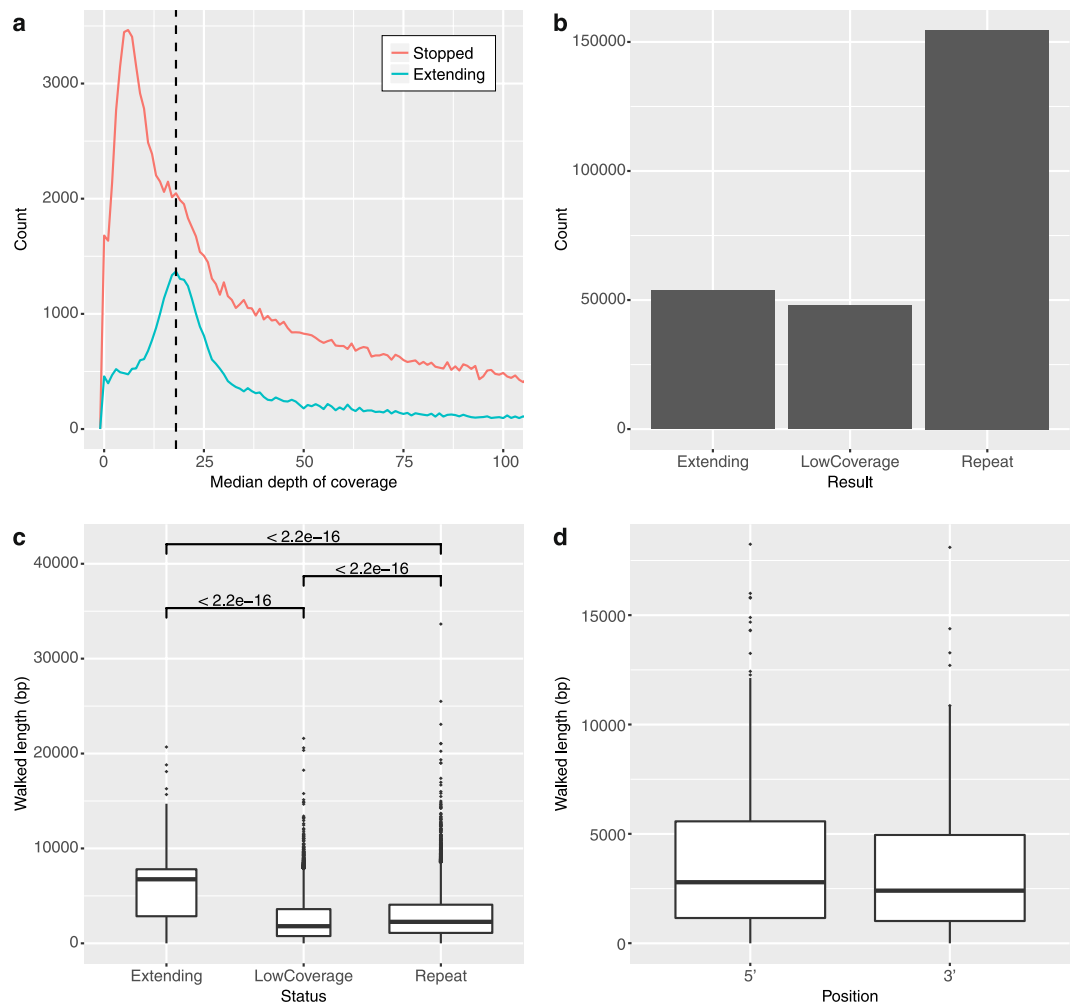 a
Stopped
Extending
3000
2000
1000
0
Count
0 25 50 75 100
Median depth of coverage
b
150000
100000
50000
0
Count
Extending LowCoverage Repeat
Result
c
< 2.2e−16
< 2.2e−16
< 2.2e−16
40000
30000
20000
10000
0
Walked length (bp)
Extending LowCoverage Repeat
Status
d
15000
10000
5000
0
Walked length (bp)
5' 3'
Position